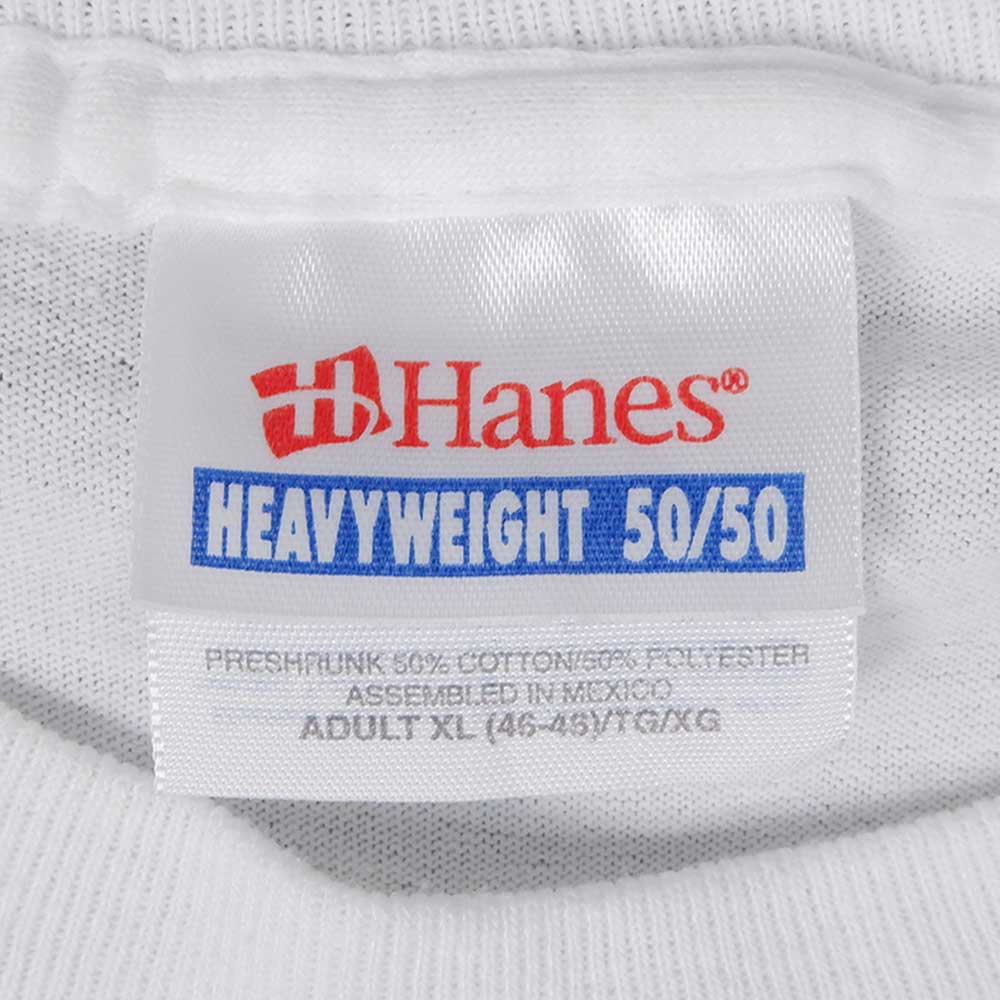 H Hanes®
HEAVYWEIGHT 50/50
PRESHRUNK 50% COTTON/50% POLYESTER
ASSEMBLED IN MEXICO
ADULT XL (46-48)/TG/XG